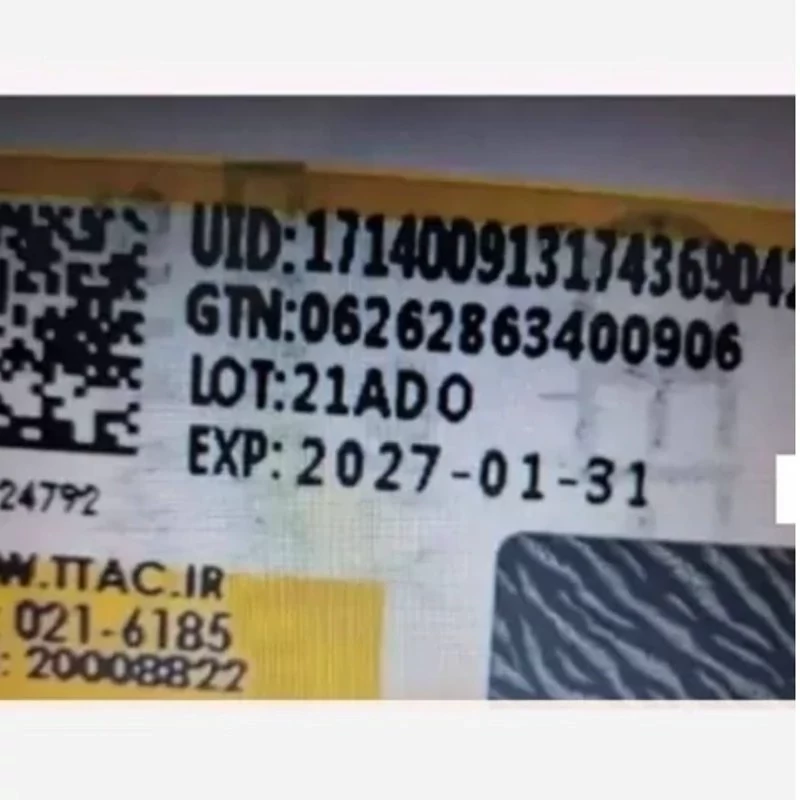 UID:17140091317436904
GTN:06262863400906
LOT:21ADO
EXP:2027-01-31
24792
W.TTAC.IR
: 021-6185
: 20008822